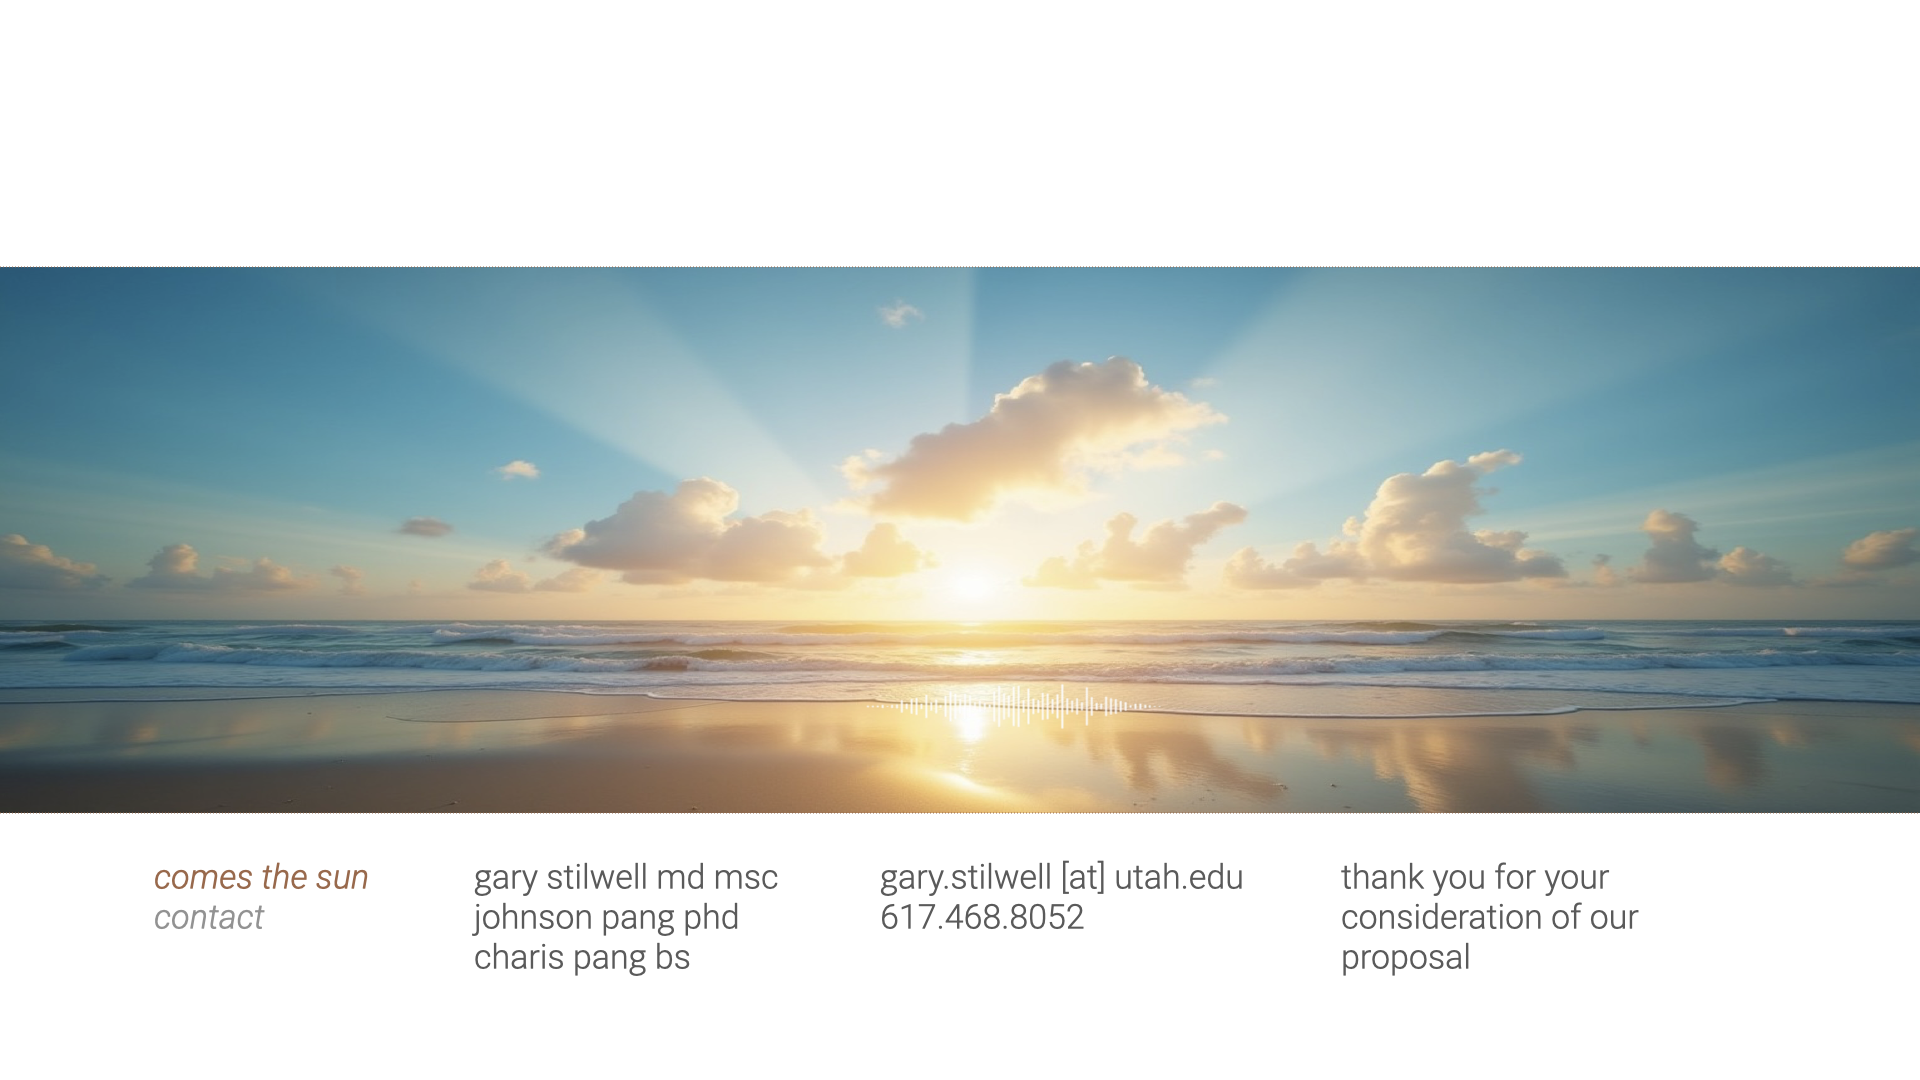 comes the sun
contact
gary stilwell md msc
johnson pang phd
charis pang bs
gary.stilwell [at] utah.edu
617.468.8052
thank you for your
consideration of our
proposal